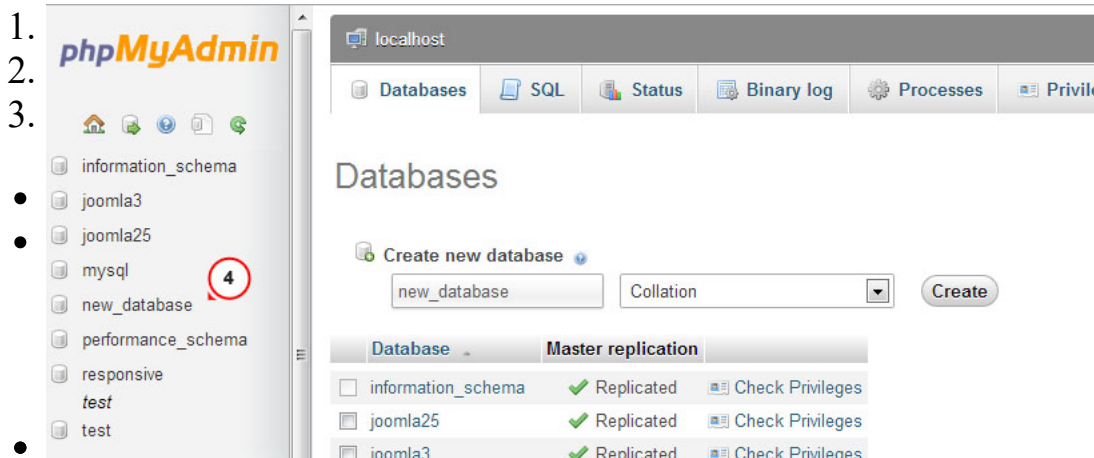 1.
2.
3.
phpMyAdmin
information_schema
joomla3
joomla25
mysql
4
new_database
performance_schema
responsive
test
test
localhost
Databases SQL Status Binary log Processes Privile
Databases
Create new database
new_database Collation Create
Database Master replication
information_schema Replicated Check Privileges
joomla25 Replicated Check Privileges
joomla3 Replicated Check Privileges